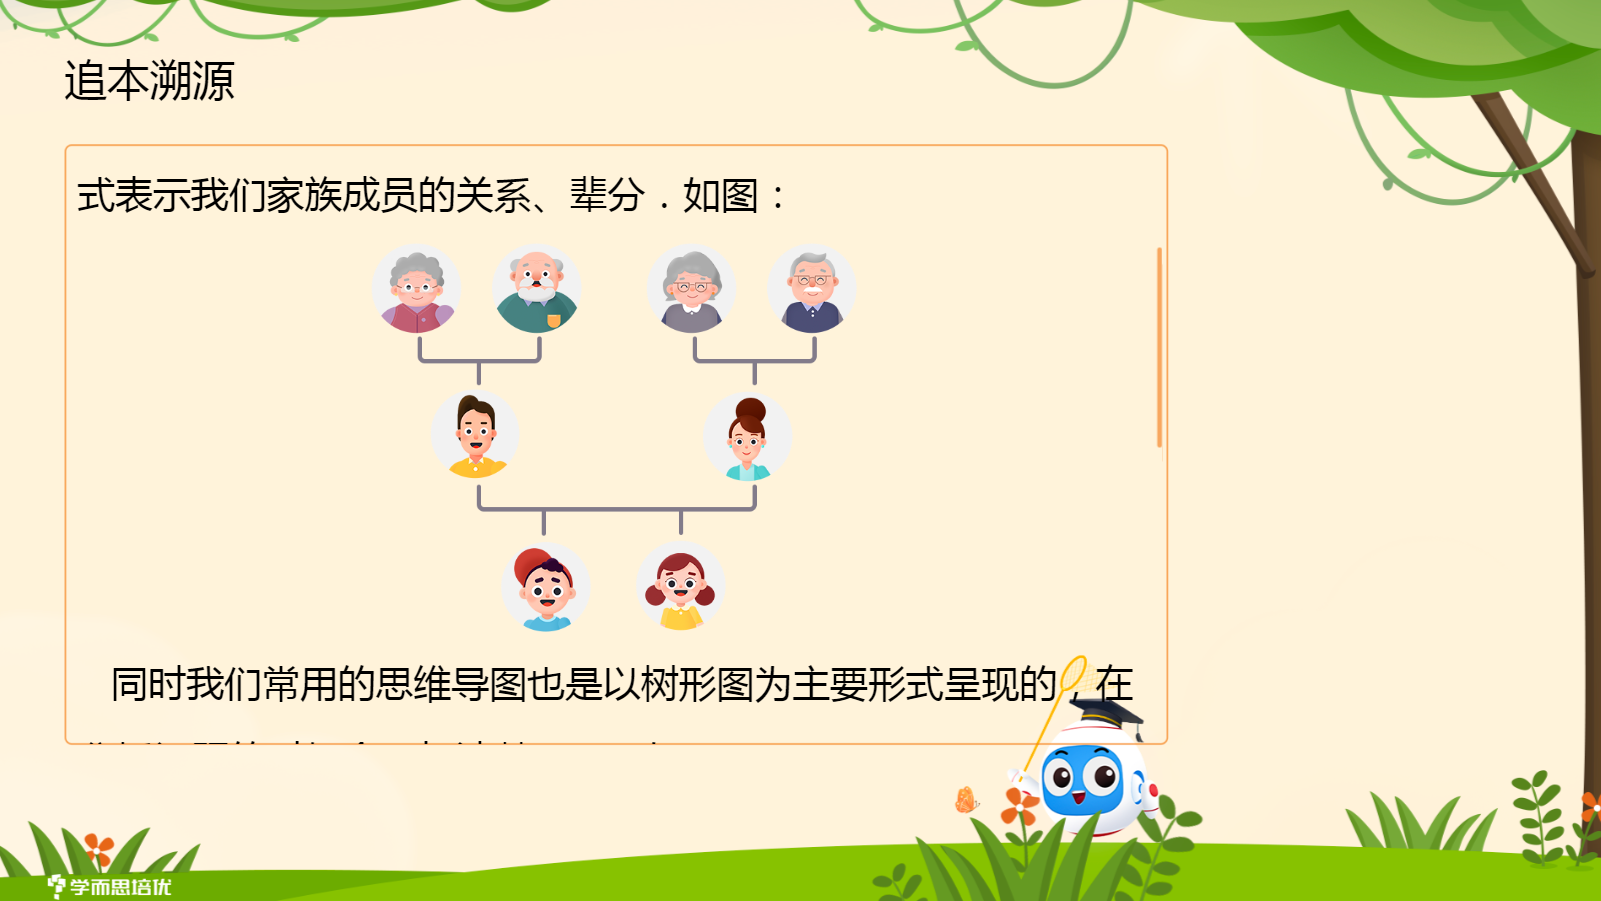 追本溯源
式表示我们家族成员的关系、辈分．如图：
同时我们常用的思维导图也是以树形图为主要形式呈现的，在
学而思培优